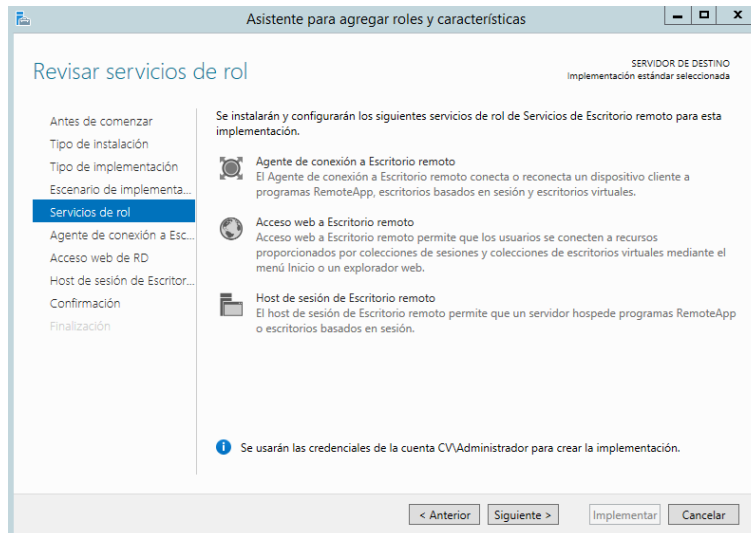 Asistente para agregar roles y características
Revisar servicios de rol
SERVIDOR DE DESTINO
Implementación estándar seleccionada
Antes de comenzar
Tipo de instalación
Tipo de implementación
Escenario de implementa...
Servicios de rol
Agente de conexión a Esc...
Acceso web de RD
Host de sesión de Escritor...
Confirmación
Finalización
Se instalarán y configurarán los siguientes servicios de rol de Servicios de Escritorio remoto para esta
implementación.
Agente de conexión a Escritorio remoto
El Agente de conexión a Escritorio remoto conecta o reconecta un dispositivo cliente a
programas RemoteApp, escritorios basados en sesión y escritorios virtuales.
Acceso web a Escritorio remoto
Acceso web a Escritorio remoto permite que los usuarios se conecten a recursos
proporcionados por colecciones de sesiones y colecciones de escritorios virtuales mediante el
menú Inicio o un explorador web.
Host de sesión de Escritorio remoto
El host de sesión de Escritorio remoto permite que un servidor hospede programas RemoteApp
o escritorios basados en sesión.
Se usarán las credenciales de la cuenta CV\Administrador para crear la implementación.
< Anterior
Siguiente >
Implementar
Cancelar